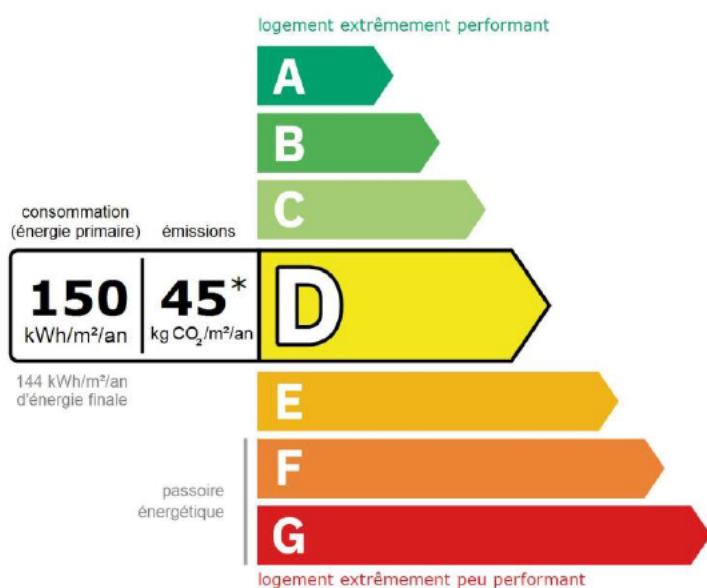 logement extrêmement performant
A
B
C
consommation
(énergie primaire)
émissions
150
kWh/m²/an
45*
kg CO₂/m²/an
D
144 kWh/m²/an
d'énergie finale
E
F
passoire
énergétique
G
logement extrêmement peu performant